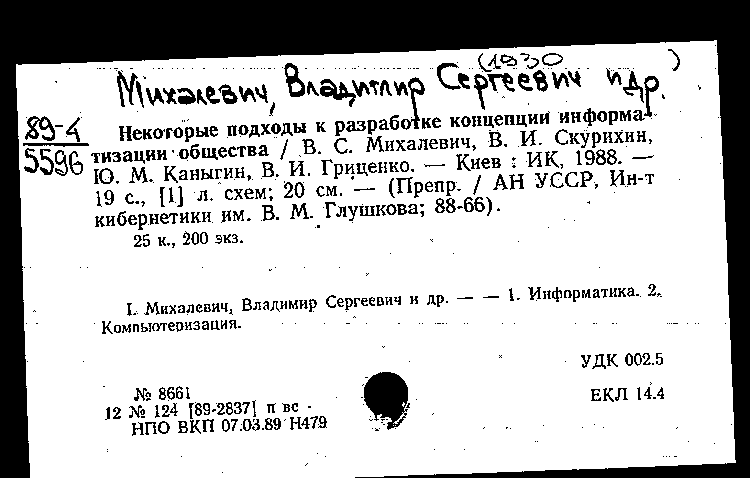 (1930 )
Михалевич, Владимир Сергеевич и др.
89-4
5596
Некоторые подходы к разработке концепции информа-
тизации общества / В. С. Михалевич, В. И. Скурихин,
Ю. М. Каныгин, В. И. Гриценко. — Киев : ИК, 1988. —
19 с., [1] л. схем; 20 см. — (Препр. / АН УССР, Ин-т
кибернетики им. В. М. Глушкова; 88-66).
25 к., 200 экз.
I. Михалевич, Владимир Сергеевич и др. — — 1. Информатика. 2.
Компьютеризация.
УДК 002.5
№ 8661
ЕКЛ 14.4
12 № 124 [89-2837] п вс -
НПО ВКП 07.03.89 Н479